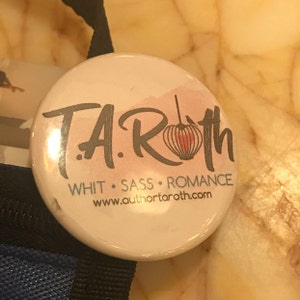 T.A. Roth
WHIT • SASS • ROMANCE
www.authortaroth.com